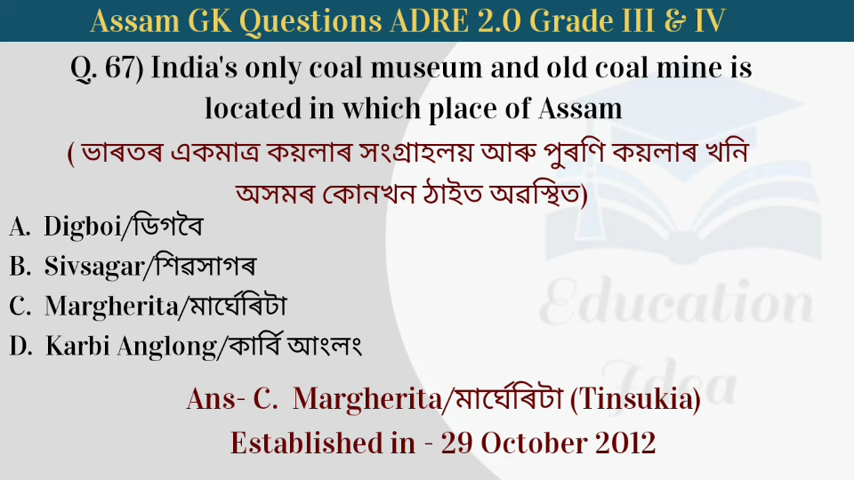 Assam GK Questions ADRE 2.0 Grade III & IV
Q. 67) India's only coal museum and old coal mine is
located in which place of Assam
( ভাৰতৰ একমাত্ৰ কয়লাৰ সংগ্ৰাহলয় আৰু পুৰণি কয়লাৰ খনি
অসমৰ কোনখন ঠাইত অৱস্থিত)
A. Digboi/ডিগবৈ
B. Sivsagar/শিৱসাগৰ
C. Margherita/মাৰ্ঘেৰিটা
D. Karbi Anglong/কাৰ্বি আংলং
Education
Idea
Ans- C. Margherita/মাৰ্ঘেৰিটা (Tinsukia)
Established in - 29 October 2012